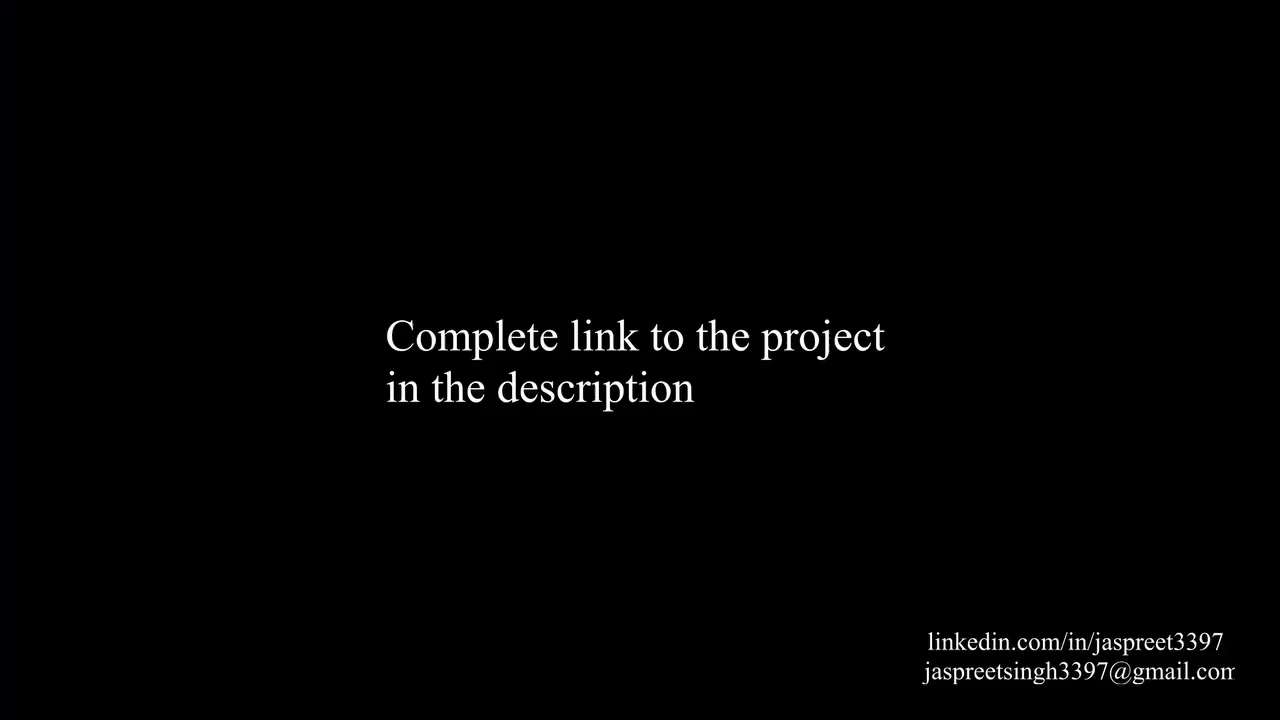 Complete link to the project
in the description
linkedin.com/in/jaspreet3397
jaspreetsingh3397@gmail.com